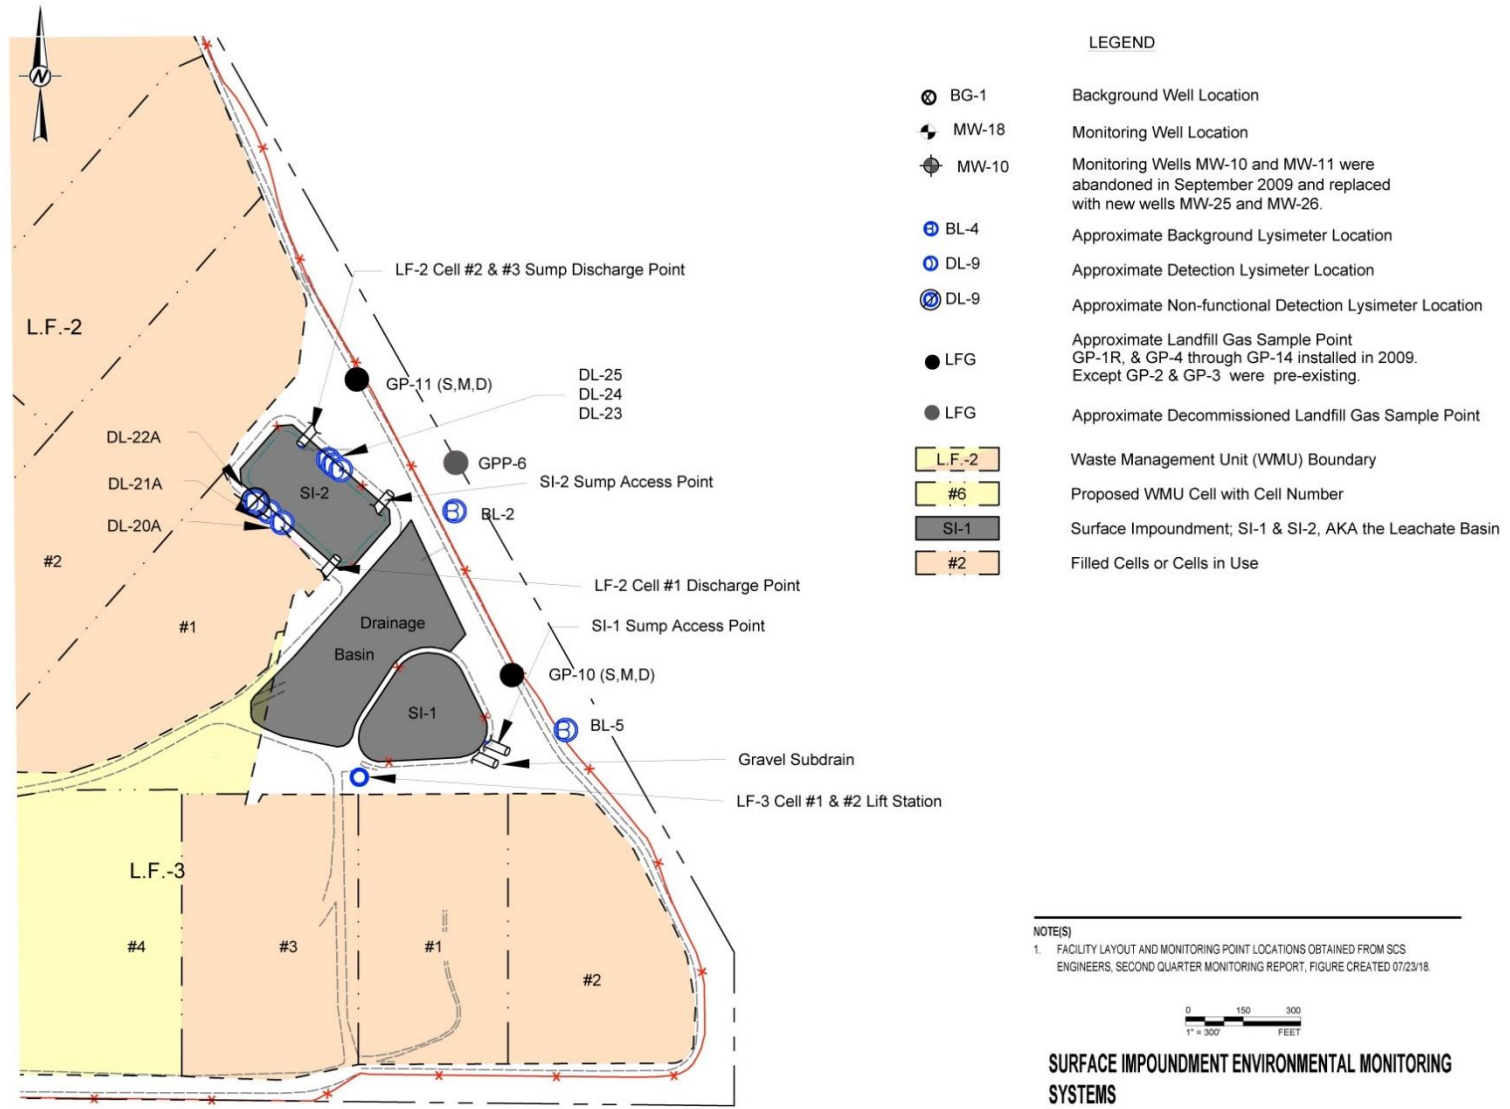 N
LF-2 Cell #2 & #3 Sump Discharge Point
L.F.-2
GP-11 (S,M,D)
DL-25
DL-24
DL-23
DL-22A
DL-21A
DL-20A
GPP-6
SI-2
SI-2 Sump Access Point
BL-2
#2
LF-2 Cell #1 Discharge Point
#1
Drainage
Basin
SI-1 Sump Access Point
GP-10 (S,M,D)
SI-1
BL-5
Gravel Subdrain
LF-3 Cell #1 & #2 Lift Station
L.F.-3
#4
#3
#1
#2
LEGEND
BG-1 Background Well Location
MW-18 Monitoring Well Location
MW-10 Monitoring Wells MW-10 and MW-11 were
abandoned in September 2009 and replaced
with new wells MW-25 and MW-26.
BL-4 Approximate Background Lysimeter Location
DL-9 Approximate Detection Lysimeter Location
DL-9 Approximate Non-functional Detection Lysimeter Location
Approximate Landfill Gas Sample Point
LFG GP-1R, & GP-4 through GP-14 installed in 2009.
Except GP-2 & GP-3 were pre-existing.
LFG Approximate Decommissioned Landfill Gas Sample Point
L.F.-2 Waste Management Unit (WMU) Boundary
#6 Proposed WMU Cell with Cell Number
SI-1 Surface Impoundment; SI-1 & SI-2, AKA the Leachate Basin
#2 Filled Cells or Cells in Use
NOTE(S)
1. FACILITY LAYOUT AND MONITORING POINT LOCATIONS OBTAINED FROM SCS
ENGINEERS, SECOND QUARTER MONITORING REPORT, FIGURE CREATED 07/23/18.
0 150 300
1" = 300' FEET
SURFACE IMPOUNDMENT ENVIRONMENTAL MONITORING
SYSTEMS